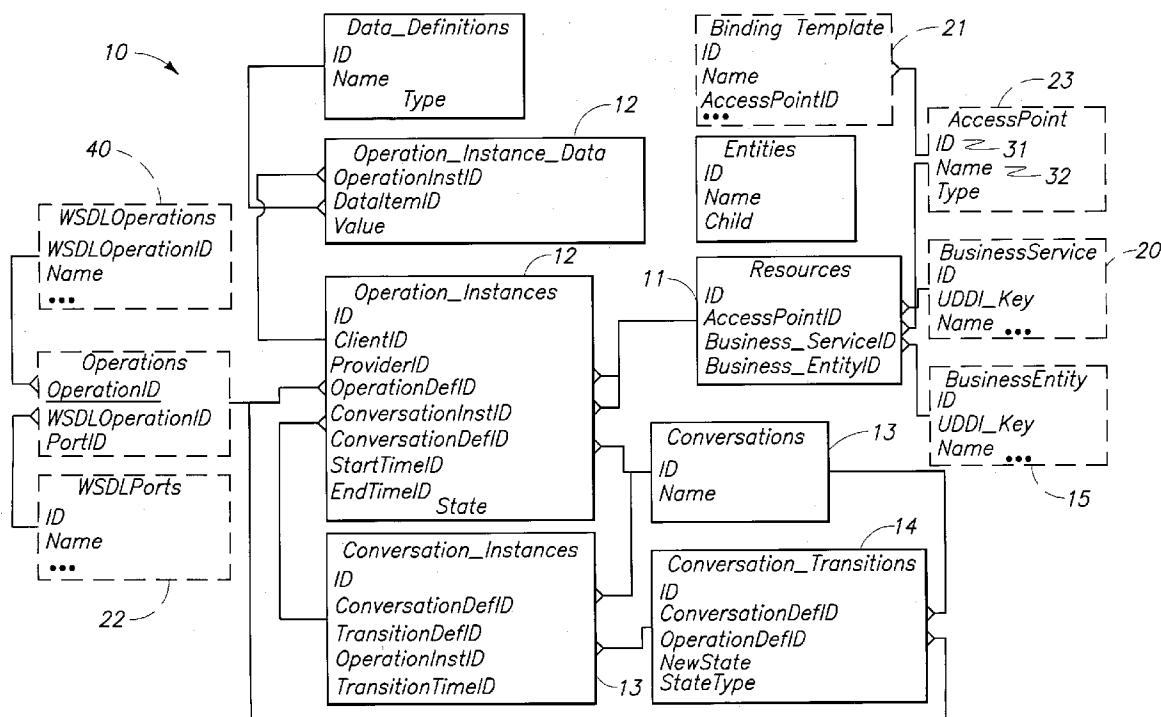 10
Data_Definitions
ID
Name
Type
Binding Template
ID
Name
AccessPointID
•••
21
23
AccessPoint
ID
31
Name
32
Type
12
Operation_Instance_Data
OperationInstID
DataItemID
Value
Entities
ID
Name
Child
40
WSDLOperations
WSDLOperationID
Name
•••
12
Operation_Instances
ID
ClientID
ProviderID
OperationDefID
ConversationInstID
ConversationDefID
StartTimeID
EndTimeID
State
11
Resources
ID
AccessPointID
Business_ServiceID
Business_EntityID
BusinessService
ID
UDDI_Key
Name •••
20
Operations
OperationID
WSDLOperationID
PortID
BusinessEntity
ID
UDDI_Key
Name •••
15
WSDLPorts
ID
Name
•••
22
Conversations
ID
Name
13
Conversation_Instances
ID
ConversationDefID
TransitionDefID
OperationInstID
TransitionTimeID
13
14
Conversation_Transitions
ID
ConversationDefID
OperationDefID
NewState
StateType